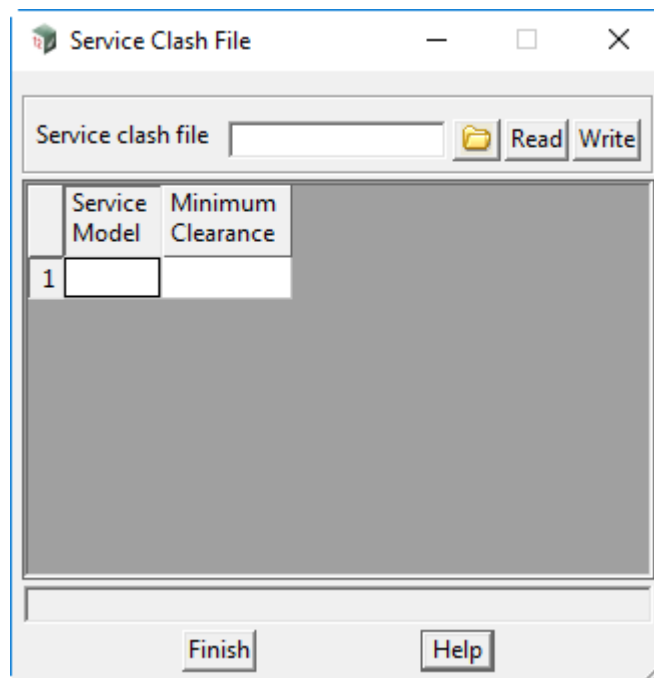 Service Clash File
Service clash file Read Write
Service Model Minimum Clearance
1
Finish Help